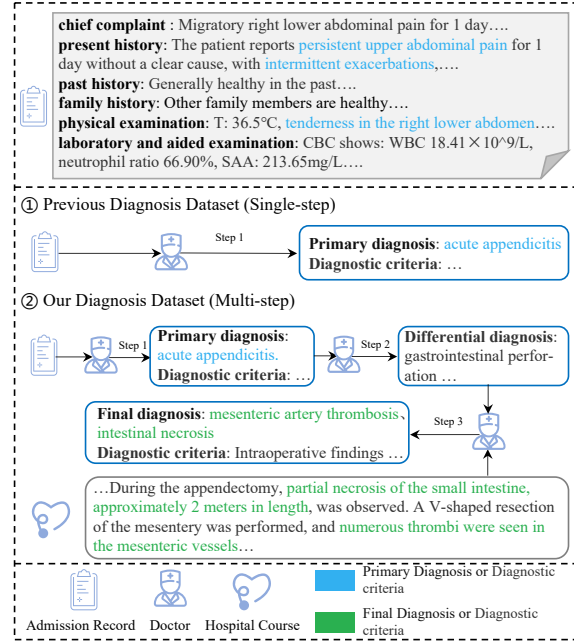 chief complaint : Migratory right lower abdominal pain for 1 day….
present history: The patient reports persistent upper abdominal pain for 1
day without a clear cause, with intermittent exacerbations,….
past history: Generally healthy in the past….
family history: Other family members are healthy….
physical examination: T: 36.5℃, tenderness in the right lower abdomen….
laboratory and aided examination: CBC shows: WBC 18.41×10^9/L,
neutrophil ratio 66.90%, SAA: 213.65mg/L….
① Previous Diagnosis Dataset (Single-step)
Step 1
Primary diagnosis: acute appendicitis
Diagnostic criteria: …
② Our Diagnosis Dataset (Multi-step)
Step 1
Primary diagnosis:
acute appendicitis.
Diagnostic criteria: …
Step 2
Differential diagnosis:
gastrointestinal perfor-
ation …
Step 3
Final diagnosis: mesenteric artery thrombosis、
intestinal necrosis
Diagnostic criteria: Intraoperative findings …
…During the appendectomy, partial necrosis of the small intestine,
approximately 2 meters in length, was observed. A V-shaped resection
of the mesentery was performed, and numerous thrombi were seen in
the mesenteric vessels…
Admission Record
Doctor
Hospital Course
Primary Diagnosis or Diagnostic
criteria
Final Diagnosis or Diagnostic
criteria